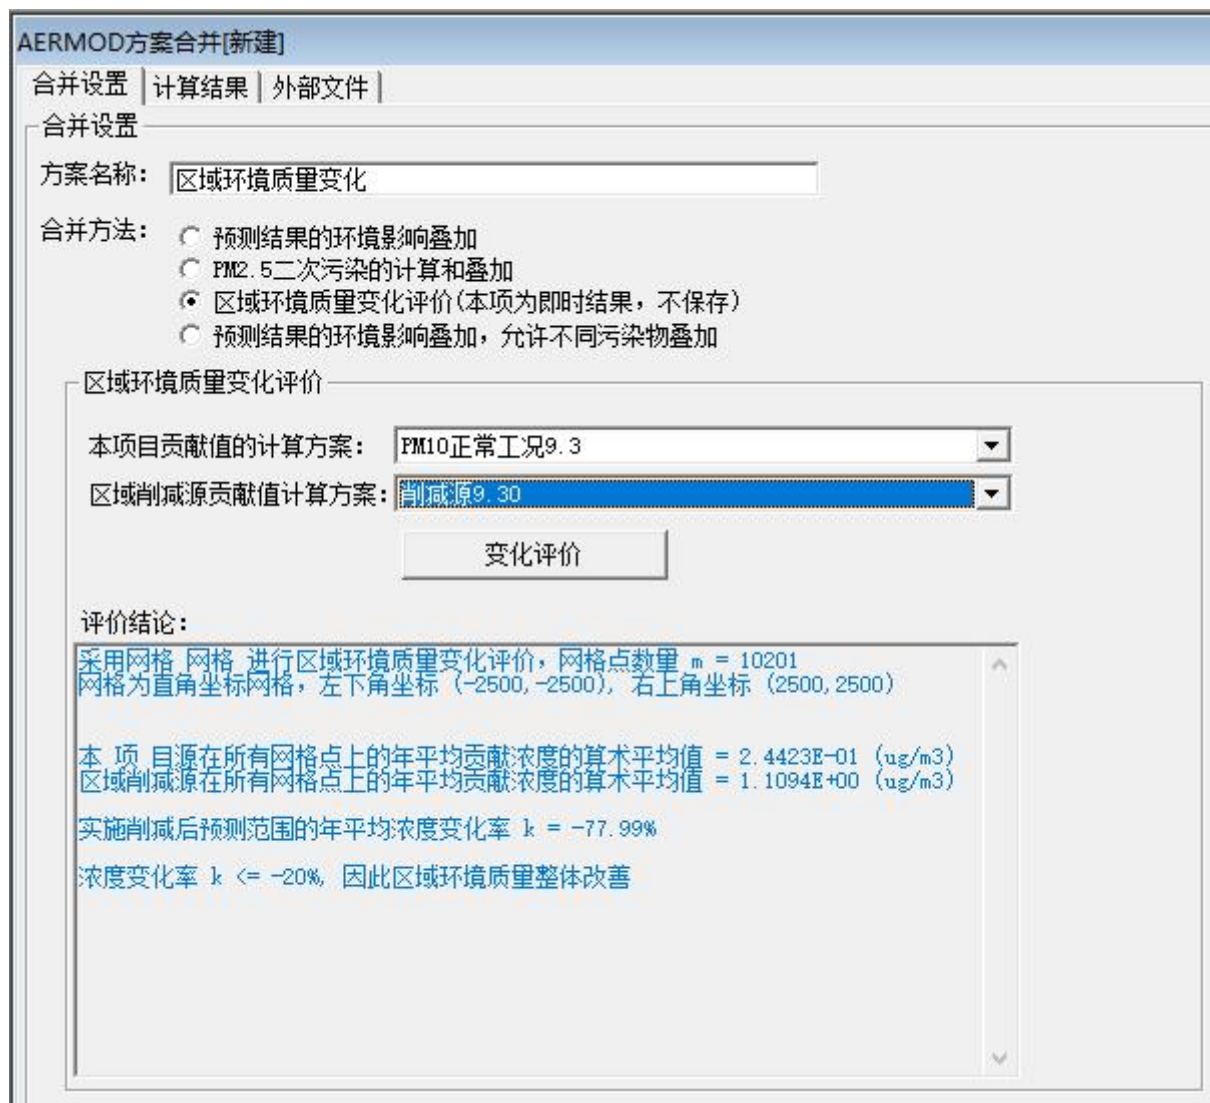 AERMOD方案合并[新建]
合并设置 计算结果 外部文件
合并设置
方案名称： 区域环境质量变化
合并方法： 预测结果的环境影响叠加
PM2.5二次污染的计算和叠加
区域环境质量变化评价(本项为即时结果，不保存)
预测结果的环境影响叠加，允许不同污染物叠加
区域环境质量变化评价
本项目贡献值的计算方案： PM10正常工况9.3
区域削减源贡献值计算方案： 削减源9.30
变化评价
评价结论：
采用网格 网格 进行区域环境质量变化评价，网格点数量 m = 10201
网格为直角坐标网格，左下角坐标 (-2500,-2500), 右上角坐标 (2500,2500)
本 项 目源在所有网格点上的年平均贡献浓度的算术平均值 = 2.4423E-01 (ug/m3)
区域削减源在所有网格点上的年平均贡献浓度的算术平均值 = 1.1094E+00 (ug/m3)
实施削减后预测范围的年平均浓度变化率 k = -77.99%
浓度变化率 k <= -20%, 因此区域环境质量整体改善